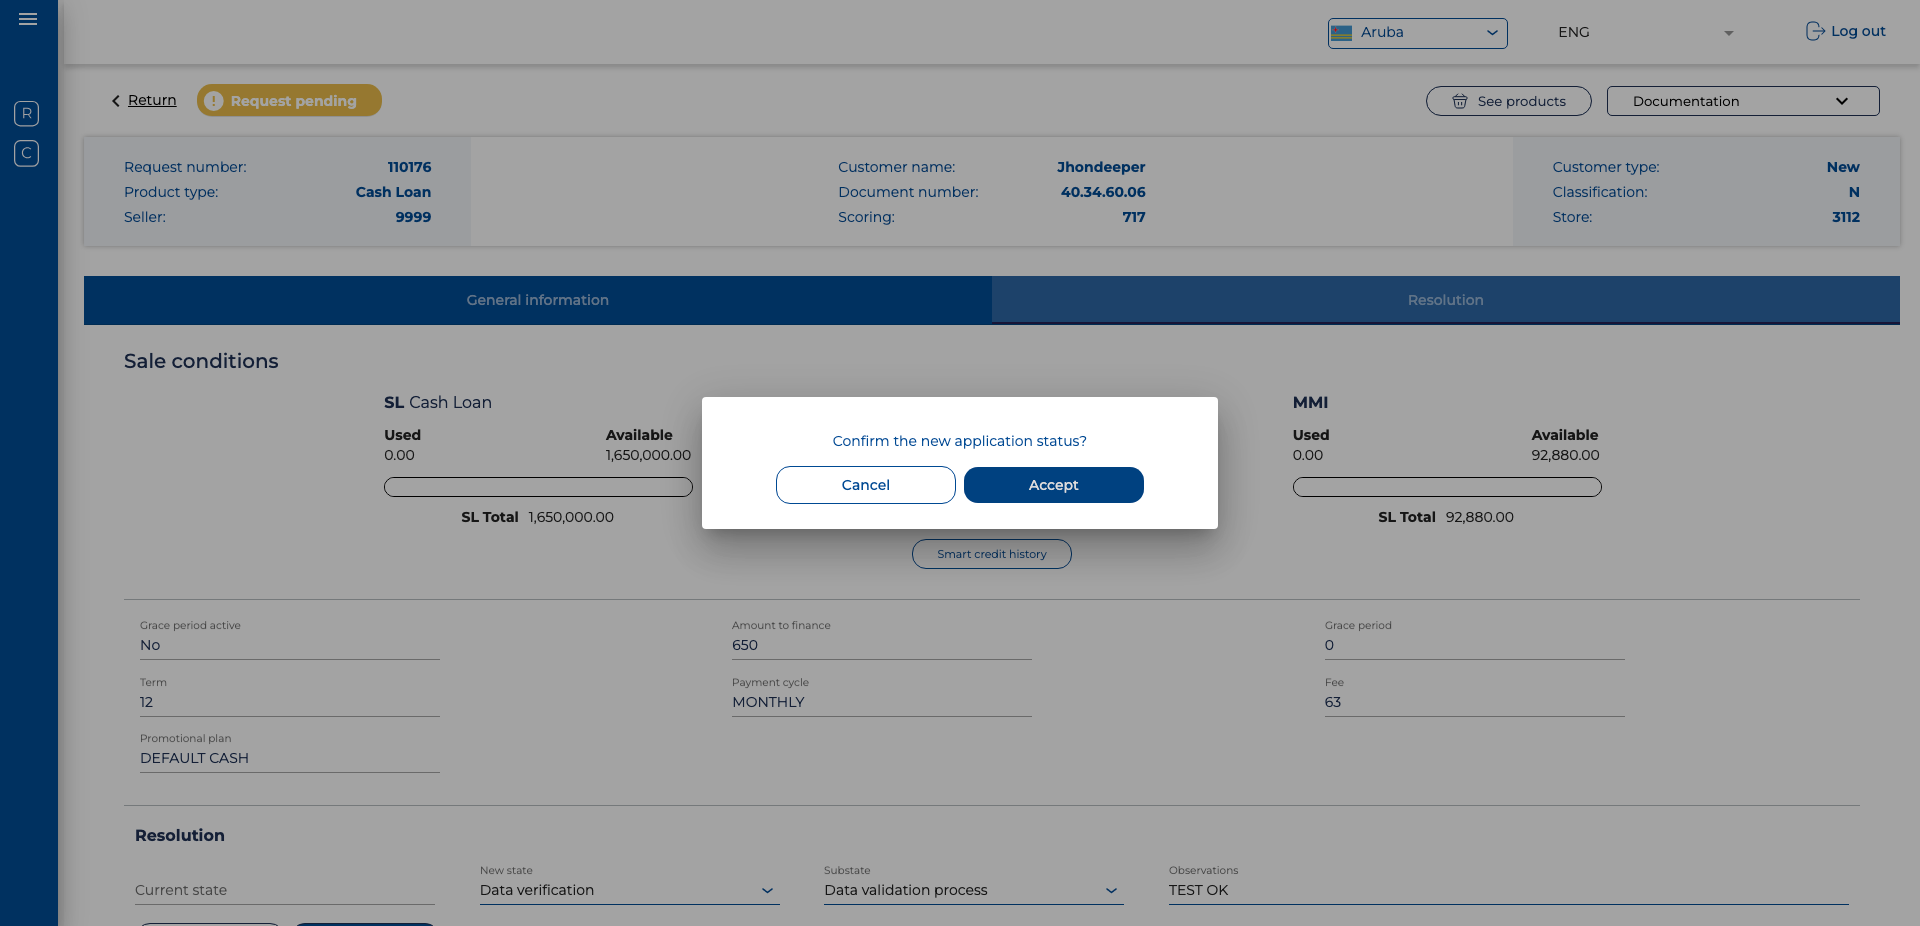 Aruba
ENG
Log out
R
C
Return
Request pending
See products
Documentation
Request number: 110176
Product type: Cash Loan
Seller: 9999
Customer name: Jhondeeper
Document number: 40.34.60.06
Scoring: 717
Customer type: New
Classification: N
Store: 3112
General information
Resolution
Sale conditions
SL Cash Loan
Used Available
0.00 1,650,000.00
SL Total 1,650,000.00
MMI
Used Available
0.00 92,880.00
SL Total 92,880.00
Confirm the new application status?
Cancel Accept
Smart credit history
Grace period active
No
Amount to finance
650
Grace period
0
Term
12
Payment cycle
MONTHLY
Fee
63
Promotional plan
DEFAULT CASH
Resolution
Current state
New state
Data verification
Substate
Data validation process
Observations
TEST OK